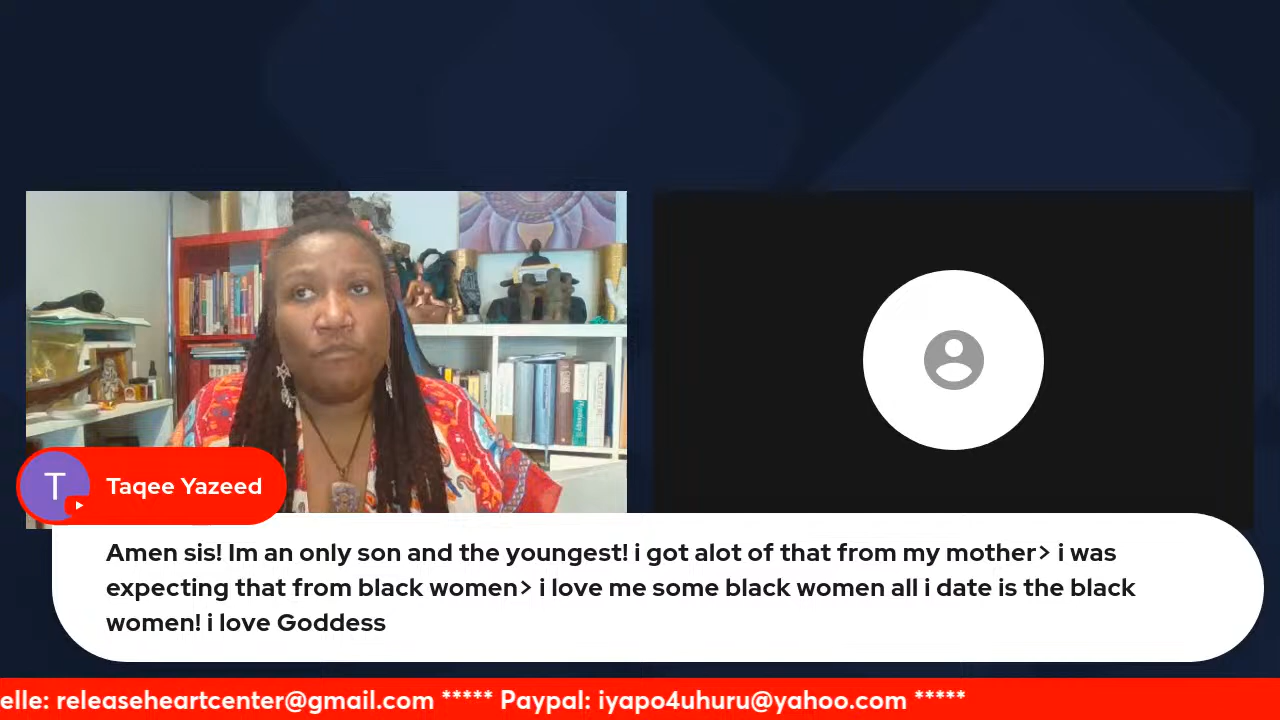 T
Taqee Yazeed
Amen sis! Im an only son and the youngest! i got alot of that from my mother> i was
expecting that from black women> i love me some black women all i date is the black
women! i love Goddess
elle: releaseheartcenter@gmail.com ***** Paypal: iyapo4uhuru@yahoo.com *****